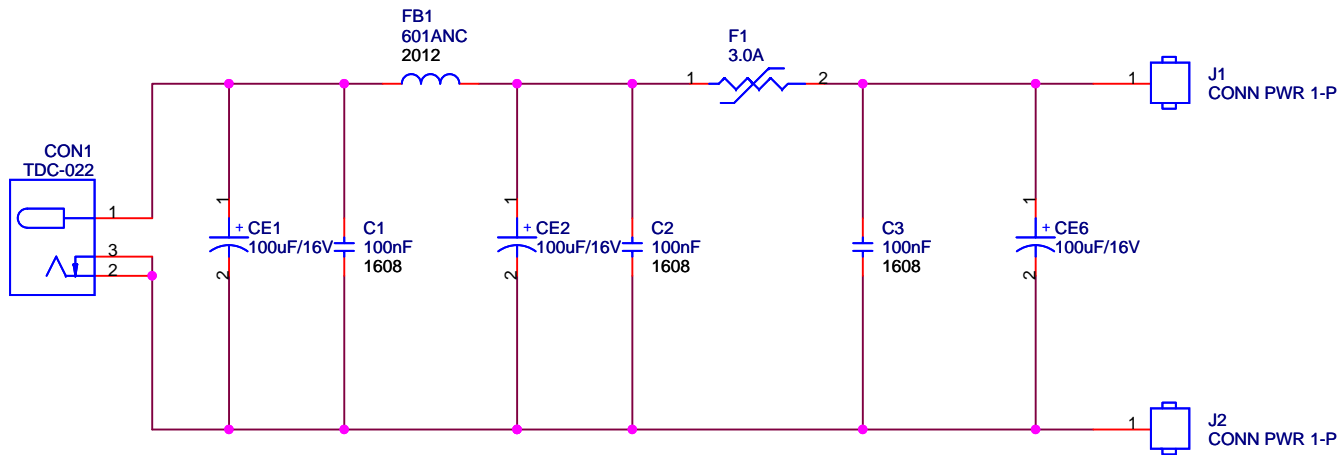 FB1
601ANC
2012
F1
3.0A
1
2
1
J1
CONN PWR 1-P
CON1
TDC-022
1
3
2
1
+ CE1
100uF/16V
2
C1
100nF
1608
1
+ CE2
100uF/16V
2
C2
100nF
1608
C3
100nF
1608
1
+ CE6
100uF/16V
2
1
J2
CONN PWR 1-P